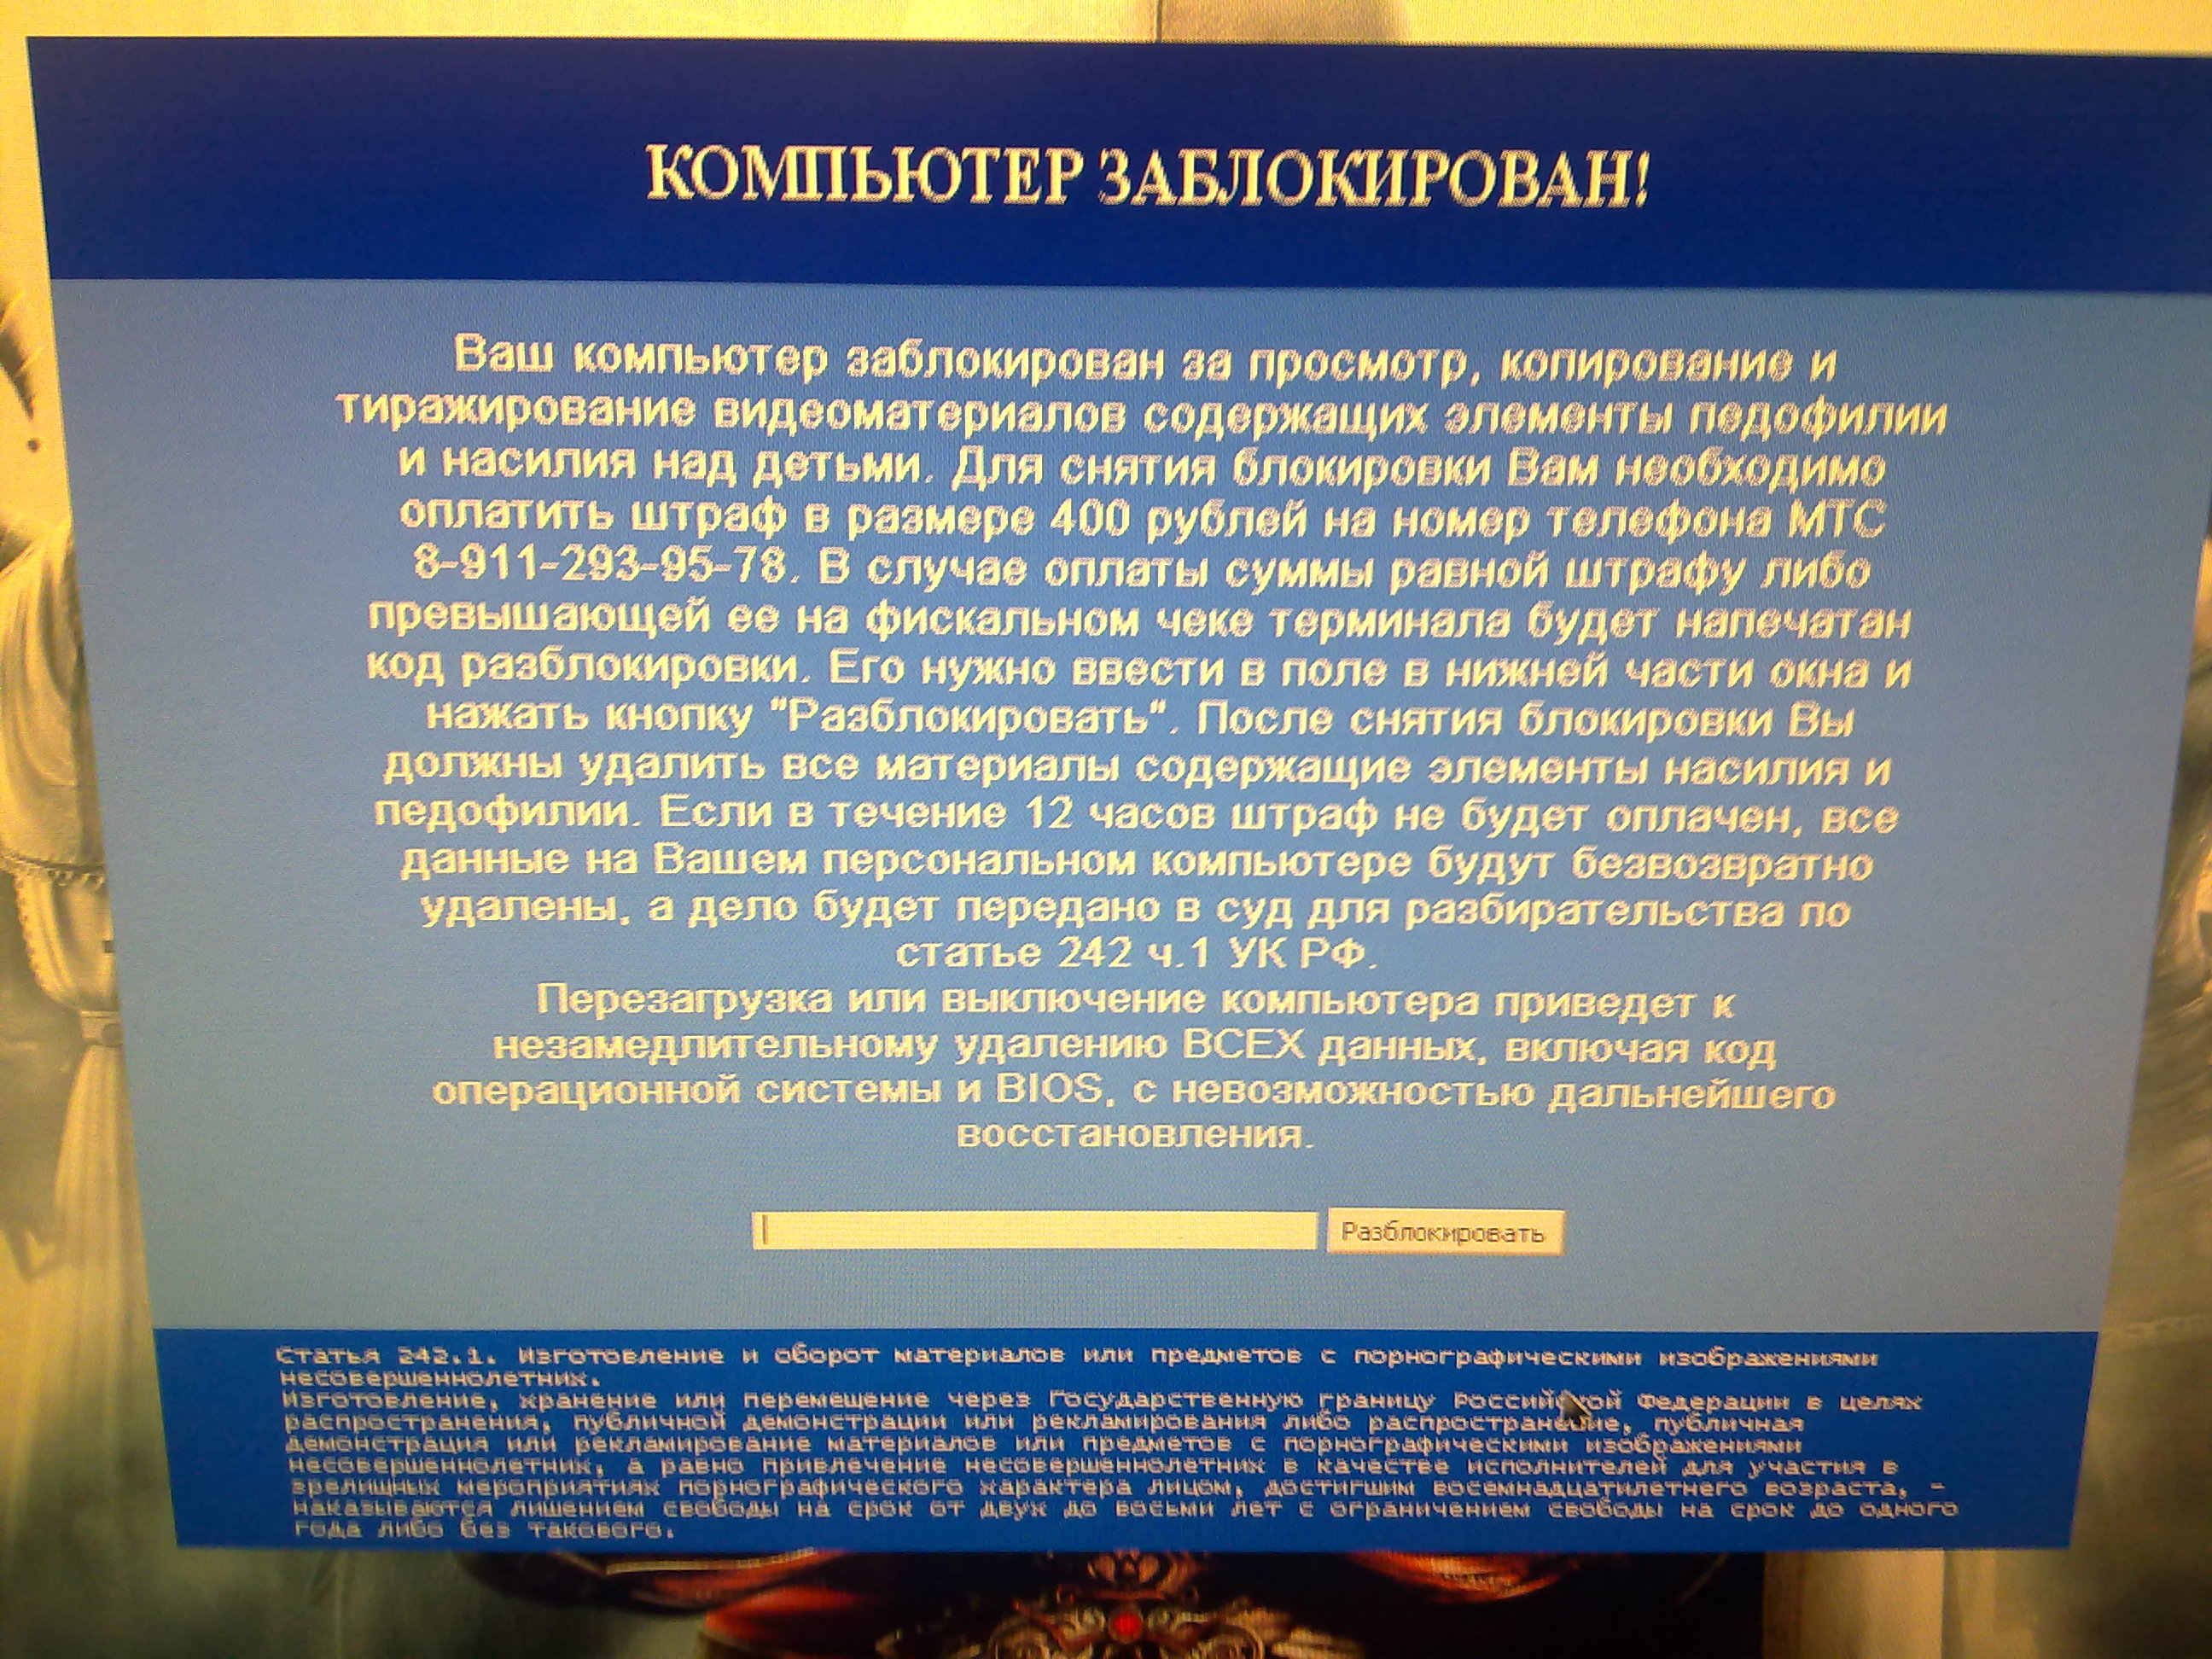 КОМПЬЮТЕР ЗАБЛОКИРОВАН!
Ваш компьютер заблокирован за просмотр, копирование и
тиражирование видеоматериалов содержащих элементы педофилии
и насилия над детьми. Для снятия блокировки Вам необходимо
оплатить штраф в размере 400 рублей на номер телефона МТС
8-911-293-95-78. В случае оплаты суммы равной штрафу либо
превышающей ее на фискальном чеке терминала будет напечатан
код разблокировки. Его нужно ввести в поле в нижней части окна и
нажать кнопку "Разблокировать". После снятия блокировки Вы
должны удалить все материалы содержащие элементы насилия и
педофилии. Если в течение 12 часов штраф не будет оплачен, все
данные на Вашем персональном компьютере будут безвозвратно
удалены, а дело будет передано в суд для разбирательства по
статье 242 ч.1 УК РФ.
Перезагрузка или выключение компьютера приведет к
незамедлительному удалению ВСЕХ данных, включая код
операционной системы и BIOS, с невозможностью дальнейшего
восстановления.
Разблокировать
Статья 242.1. Изготовление и оборот материалов или предметов с порнографическими изображениями
несовершеннолетних.
Изготовление, хранение или перемещение через Государственную границу Российской Федерации в целях
распространения, публичной демонстрации или рекламирования либо распространение, публичная
демонстрация или рекламирование материалов или предметов с порнографическими изображениями
несовершеннолетних, а равно привлечение несовершеннолетних в качестве исполнителей для участия в
зрелищных мероприятиях порнографического характера лицом, достигшим восемнадцатилетнего возраста, -
наказываются лишением свободы на срок от двух до восьми лет с ограничением свободы на срок до одного
года либо без такового.